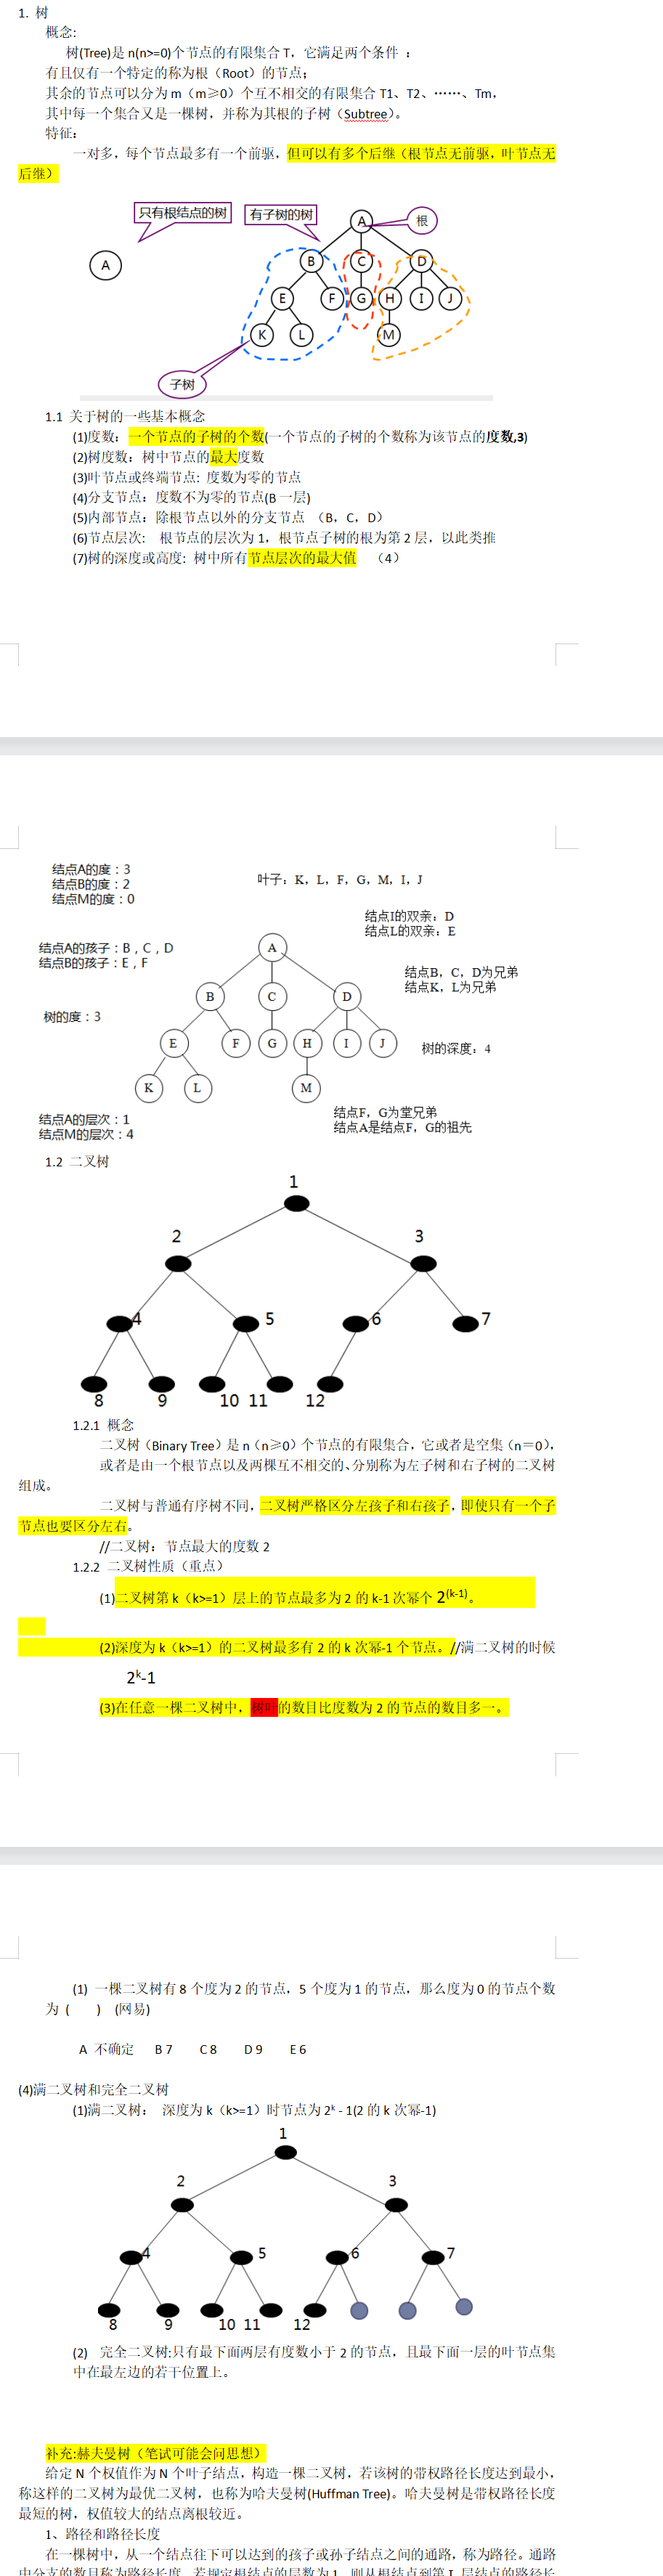 1. 树
概念:
树(Tree)是 n(n>=0)个节点的有限集合 T，它满足两个条件 ：
有且仅有一个特定的称为根（Root）的节点；
其余的节点可以分为 m（m≥0）个互不相交的有限集合 T1、T2、……、Tm，
其中每一个集合又是一棵树，并称为其根的子树（Subtree）。
特征：
一对多，每个节点最多有一个前驱，但可以有多个后继（根节点无前驱，叶节点无
后继）
只有根结点的树
有子树的树
A
根
A
B
C
D
E
F
G
H
I
J
K
L
M
子树
1.1 关于树的一些基本概念
(1)度数：一个节点的子树的个数(一个节点的子树的个数称为该节点的度数,3)
(2)树度数：树中节点的最大度数
(3)叶节点或终端节点: 度数为零的节点
(4)分支节点：度数不为零的节点(B 一层)
(5)内部节点：除根节点以外的分支节点 （B，C，D）
(6)节点层次: 根节点的层次为 1，根节点子树的根为第 2 层，以此类推
(7)树的深度或高度: 树中所有节点层次的最大值 （4）
结点A的度：3
结点B的度：2
结点M的度：0
叶子：K，L，F，G，M，I，J
结点I的双亲：D
结点L的双亲：E
结点A的孩子：B，C，D
结点B的孩子：E，F
A
结点B，C，D为兄弟
结点K，L为兄弟
B
C
D
树的度：3
E
F
G
H
I
J
树的深度：4
K
L
M
结点A的层次：1
结点M的层次：4
结点F，G为堂兄弟
结点A是结点F，G的祖先
1.2 二叉树
1
2
3
4
5
6
7
8
9
10
11
12
1.2.1 概念
二叉树（Binary Tree）是 n（n≥0）个节点的有限集合，它或者是空集（n＝0），
或者是由一个根节点以及两棵互不相交的、分别称为左子树和右子树的二叉树
组成。
二叉树与普通有序树不同，二叉树严格区分左孩子和右孩子，即使只有一个子
节点也要区分左右。
//二叉树：节点最大的度数 2
1.2.2 二叉树性质（重点）
(1)二叉树第 k（k>=1）层上的节点最多为 2 的 k-1 次幂个 2^(k-1)。
(2)深度为 k（k>=1）的二叉树最多有 2 的 k 次幂-1 个节点。//满二叉树的时候
2^k-1
(3)在任意一棵二叉树中，树叶的数目比度数为 2 的节点的数目多一。
(1) 一棵二叉树有 8 个度为 2 的节点，5 个度为 1 的节点，那么度为 0 的节点个数
为（ ） (网易)
A 不确定 B 7 C 8 D 9 E 6
(4)满二叉树和完全二叉树
(1)满二叉树： 深度为 k（k>=1）时节点为 2^k - 1(2 的 k 次幂-1)
1
2
3
4
5
6
7
8
9
10
11
12
(2) 完全二叉树:只有最下面两层有度数小于 2 的节点，且最下面一层的叶节点集
中在最左边的若干位置上。
补充:赫夫曼树（笔试可能会问思想）
给定 N 个权值作为 N 个叶子结点，构造一棵二叉树，若该树的带权路径长度达到最小，
称这样的二叉树为最优二叉树，也称为哈夫曼树(Huffman Tree)。哈夫曼树是带权路径长度
最短的树，权值较大的结点离根较近。
1、路径和路径长度
在一棵树中，从一个结点往下可以达到的孩子或孙子结点之间的通路，称为路径。通路
中分支的数目称为路径长度。若规定根结点的层数为 1，则从根结点到第 L 层结点的路径长